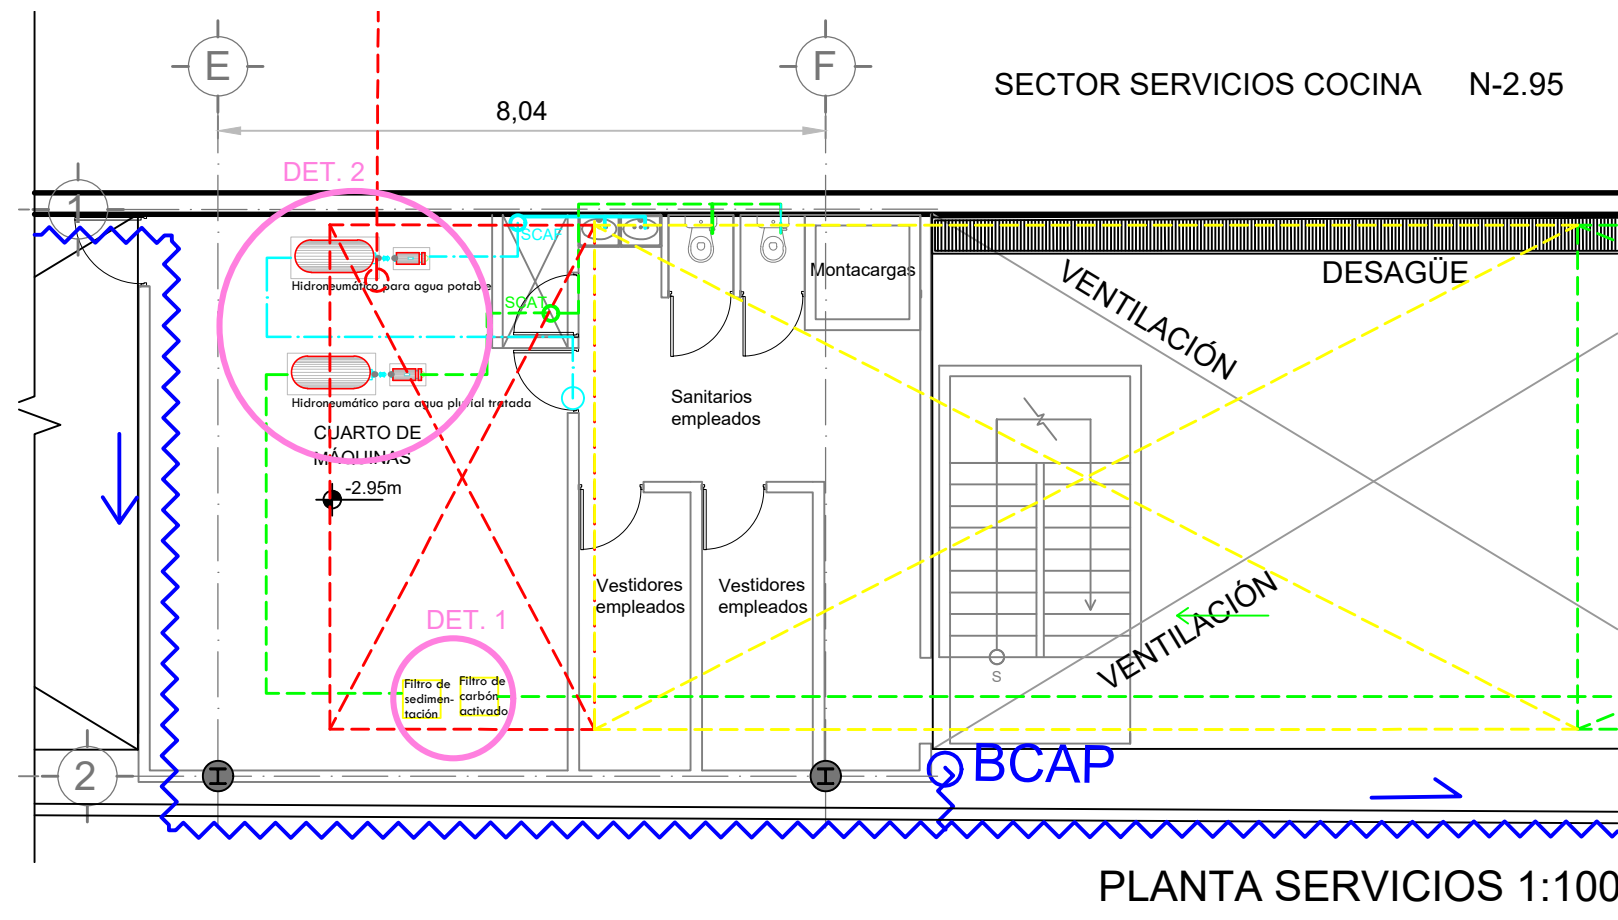 E
F
SECTOR SERVICIOS COCINA N-2.95
8,04
DET. 2
1
SCAF
Hidroneumático para agua potable
Montacargas
DESAGÜE
VENTILACIÓN
SCAT
Hidroneumático para agua pluvial tratada
Sanitarios
empleados
CUARTO DE
MÁQUINAS
-2.95m
Vestidores
empleados
Vestidores
empleados
DET. 1
VENTILACIÓN
Filtro de
sedimen-
tación
Filtro de
carbón
activado
S
2
BCAP
PLANTA SERVICIOS 1:100